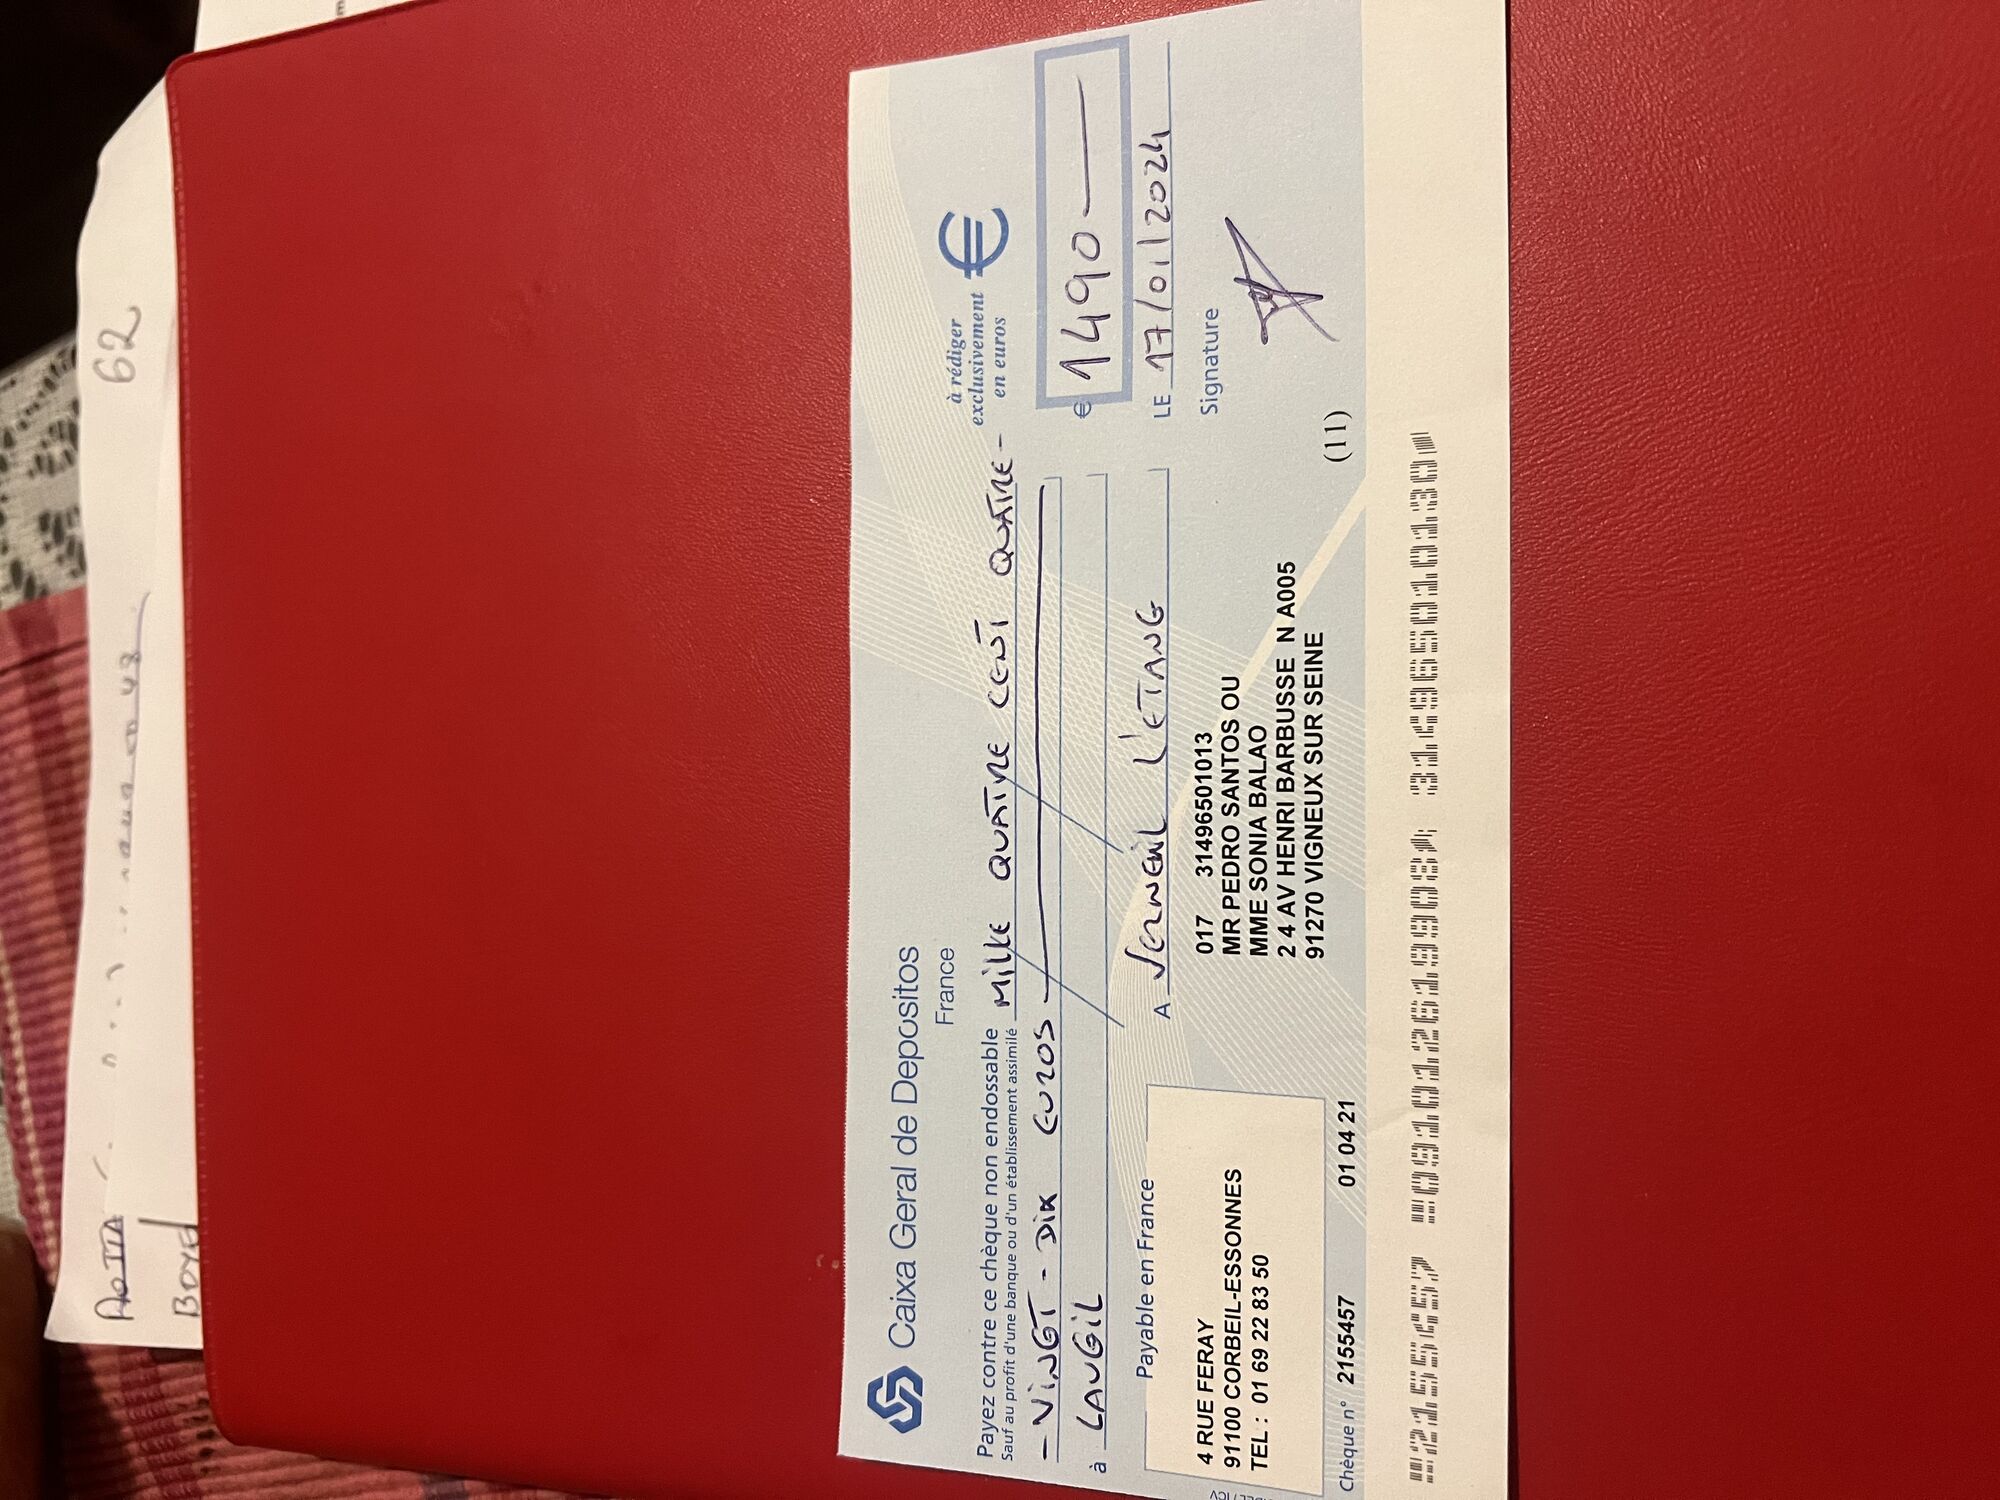 62
BOYE
Caixa Geral de Depositos
France
à rédiger
exclusivement
en euros €
Payez contre ce chèque non endossable
Sauf au profit d'une banque ou d'un établissement assimilé
MILLE QUATRE CENT QUATRE-
-VINGT-DIX EUROS
€ 1490
à LAUGIL
A VERNEUIL L'ETANG
LE 17/01/2024
Payable en France
Signature
4 RUE FERAY
91100 CORBEIL-ESSONNES
TEL : 01 69 22 83 50
017 31496501013
MR PEDRO SANTOS OU
MME SONIA BALAO
2 4 AV HENRI BARBUSSE N A005
91270 VIGNEUX SUR SEINE
Chèque n° 2155457 01 04 21 (11)